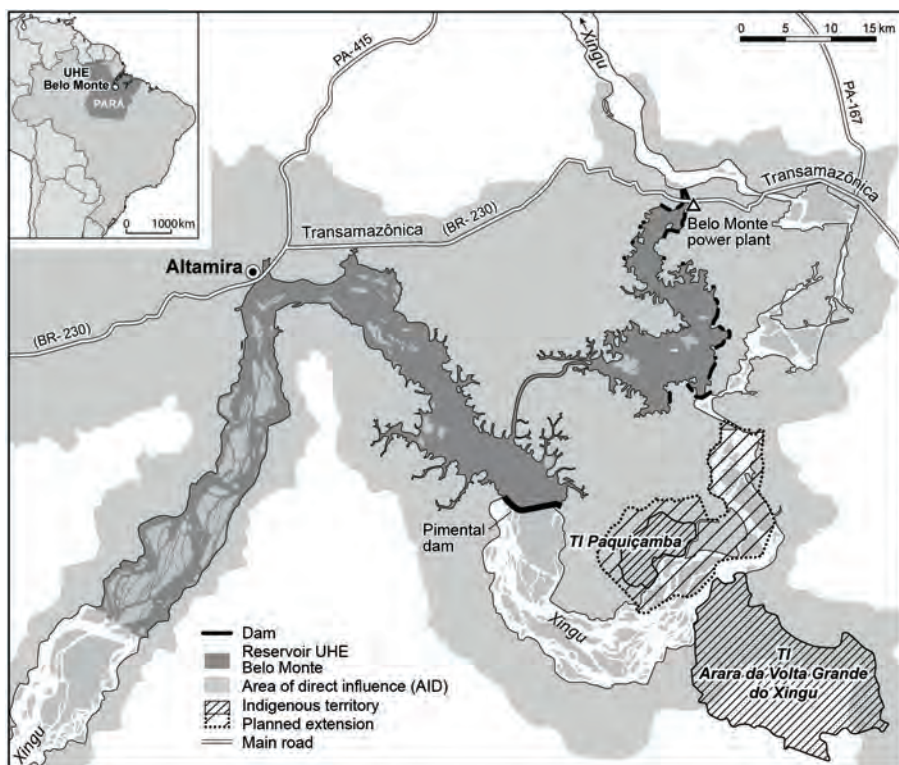 UHE
Belo Monte
PARÁ
0 1000km
PA-415
Xingu
0 5 10 15 km
PA-167
Transamazônica
Belo Monte
power plant
Transamazônica (BR-230)
Altamira
(BR-230)
Pimental
dam
TI Paquiçamba
Xingu
TI
Arara da Volta Grande
do Xingu
Xingu
Dam
Reservoir UHE
Belo Monte
Area of direct influence (AID)
Indigenous territory
Planned extension
Main road